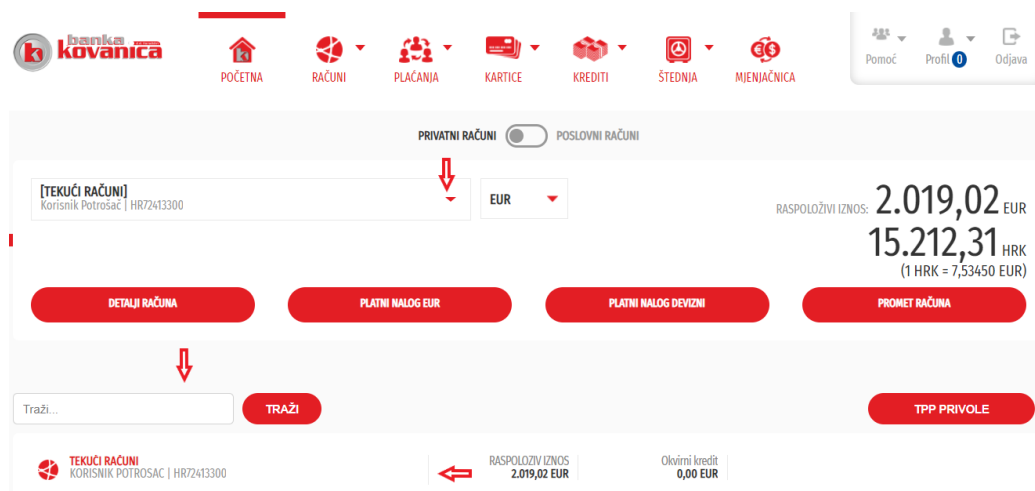 banka
kovanica
POČETNA
RAČUNI
PLAĆANJA
KARTICE
KREDITI
ŠTEDNJA
MJENJAČNICA
Pomoć
Profil 0
Odjava
PRIVATNI RAČUNI POSLOVNI RAČUNI
[TEKUĆI RAČUNI]
Korisnik Potrošač | HR72413300
EUR
RASPOLOŽIVI IZNOS: 2.019,02 EUR
15.212,31 HRK
(1 HRK = 7,53450 EUR)
DETALJI RAČUNA
PLATNI NALOG EUR
PLATNI NALOG DEVIZNI
PROMET RAČUNA
Traži...
TRAŽI
TPP PRIVOLE
TEKUČI RAČUNI
KORISNIK POTROSAC | HR72413300
RASPOLOZIV IZNOS
2.019,02 EUR
Okvirni kredit
0,00 EUR